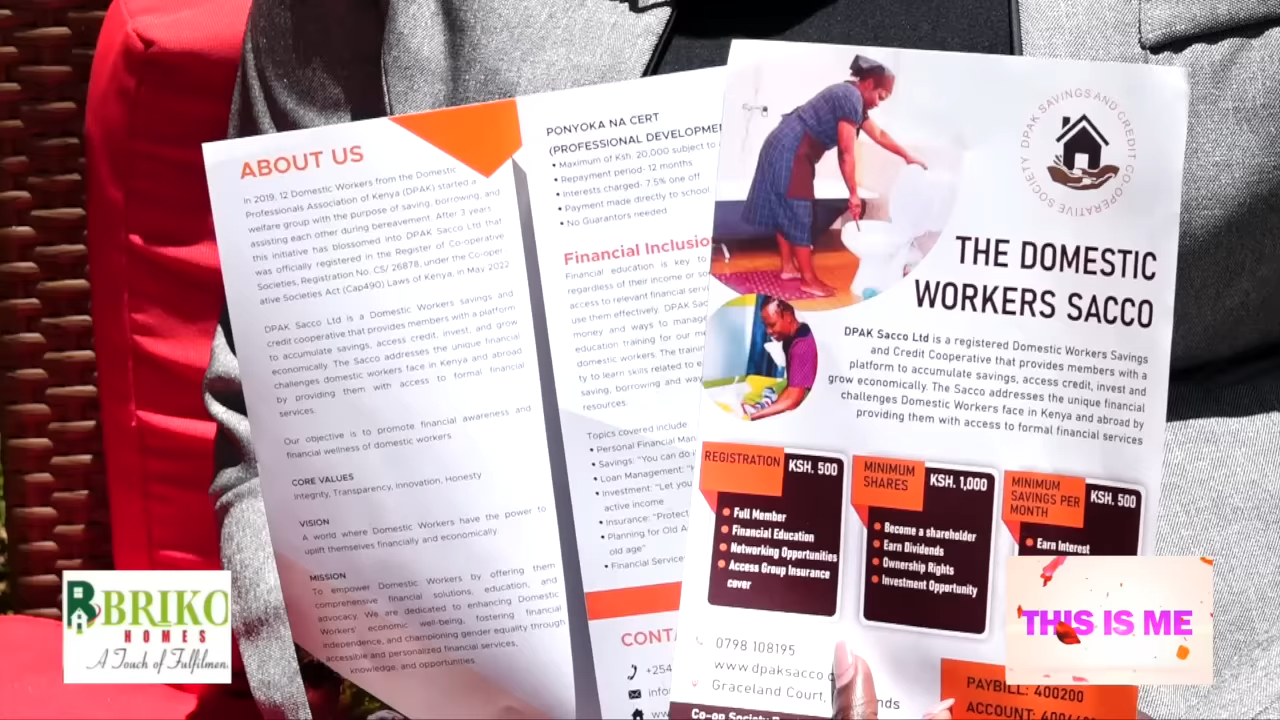 ABOUT US
In 2019, 12 Domestic Workers from the Domestic
Professionals Association of Kenya (DPAK) started a
welfare group with the purpose of saving, borrowing, and
assisting each other during bereavement. After 3 years
this initiative has blossomed into DPAK Sacco Ltd that
was officially registered in the Register of Co-operative
Societies, Registration No. CS/ 26878, under the Co-oper
ative Societies Act (Cap490) Laws of Kenya, in May 2022
DPAK Sacco Ltd is a Domestic Workers savings and
credit cooperative that provides members with a platform
to accumulate savings, access credit, invest, and grow
economically. The Sacco addresses the unique financial
challenges domestic workers face in Kenya and abroad
by providing them with access to formal financial
services.
Our objective is to promote financial awareness and
financial wellness of domestic workers
CORE VALUES
Integrity, Transparency, Innovation, Honesty
VISION
A world where Domestic Workers have the power to
uplift themselves financially and economically.
MISSION
To empower Domestic Workers by offering them
comprehensive financial solutions, education, and
advocacy. We are dedicated to enhancing Domestic
Workers' economic well-being, fostering financial
independence, and championing gender equality through
accessible and personalized financial services,
knowledge, and opportunities.
PONYOKA NA CERT
(PROFESSIONAL DEVELOPME
• Maximum of Ksh. 20,000 subject to
• Repayment period- 12 months
• Interests charged- 7.5% one off
• Payment made directly to school
• No Guarantors needed
Financial Inclusio
Financial education is key to
regardless of their income or so
access to relevant financial servi
use them effectively. DPAK Sac
money and ways to manage
education training for our me
domestic workers. The trainin
ty to learn skills related to e
saving, borrowing and way
resources.
Topics covered include
• Personal Financial Man
• Savings: "You can do i
• Loan Management: "H
• Investment: "Let you
active income
• Insurance: "Protect
• Planning for Old A
old age"
• Financial Service
CONT
+254
info
ww
DPAK SAVINGS AND CREDIT CO-OPERATIVE SOCIETY
THE DOMESTIC
WORKERS SACCO
DPAK Sacco Ltd is a registered Domestic Workers Savings
and Credit Cooperative that provides members with a
platform to accumulate savings, access credit, invest and
grow economically. The Sacco addresses the unique financial
challenges Domestic Workers face in Kenya and abroad by
providing them with access to formal financial services
REGISTRATION KSH. 500
• Full Member
• Financial Education
• Networking Opportunities
• Access Group Insurance
cover
MINIMUM
SHARES KSH. 1,000
• Become a shareholder
• Earn Dividends
• Ownership Rights
• Investment Opportunity
MINIMUM
SAVINGS PER
MONTH KSH. 500
• Earn Interest
0798 108195
www.dpaksacco.c
Graceland Court, nds
PAYBILL: 400200
ACCOUNT:
Co-op Society
BRIKO
HOMES
A Touch of Fulfilmen
THIS IS ME